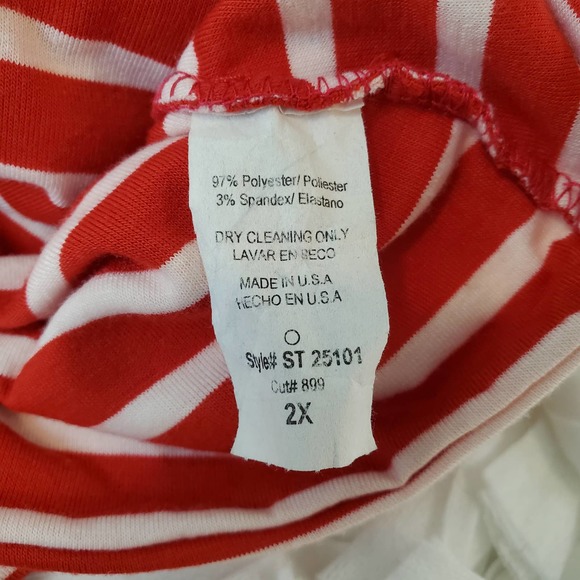 97% Polyester/ Poliester
3% Spandex/ Elastano
DRY CLEANING ONLY
LAVAR EN SECO
MADE IN U.S.A
HECHO EN U.S.A
Style# ST 25101
Cut# 899
2X